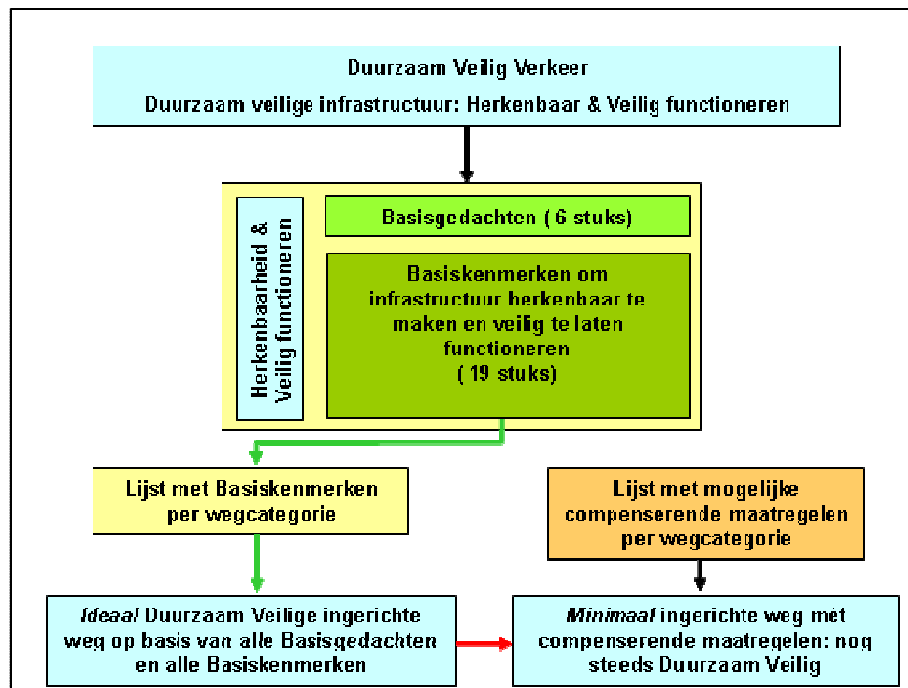 Duurzaam Veilig Verkeer
Duurzaam veilige infrastructuur: Herkenbaar & Veilig functioneren
Herkenbaarheid &
Veilig functioneren
Basisgedachten ( 6 stuks)
Basiskenmerken om
infrastructuur herkenbaar te
maken en veilig te laten
functioneren
( 19 stuks)
Lijst met Basiskenmerken
per wegcategorie
Lijst met mogelijke
compenserende maatregelen
per wegcategorie
Ideaal Duurzaam Veilige ingerichte
weg op basis van alle Basisgedachten
en alle Basiskenmerken
Minimaal ingerichte weg met
compenserende maatregelen: nog
steeds Duurzaam Veilig